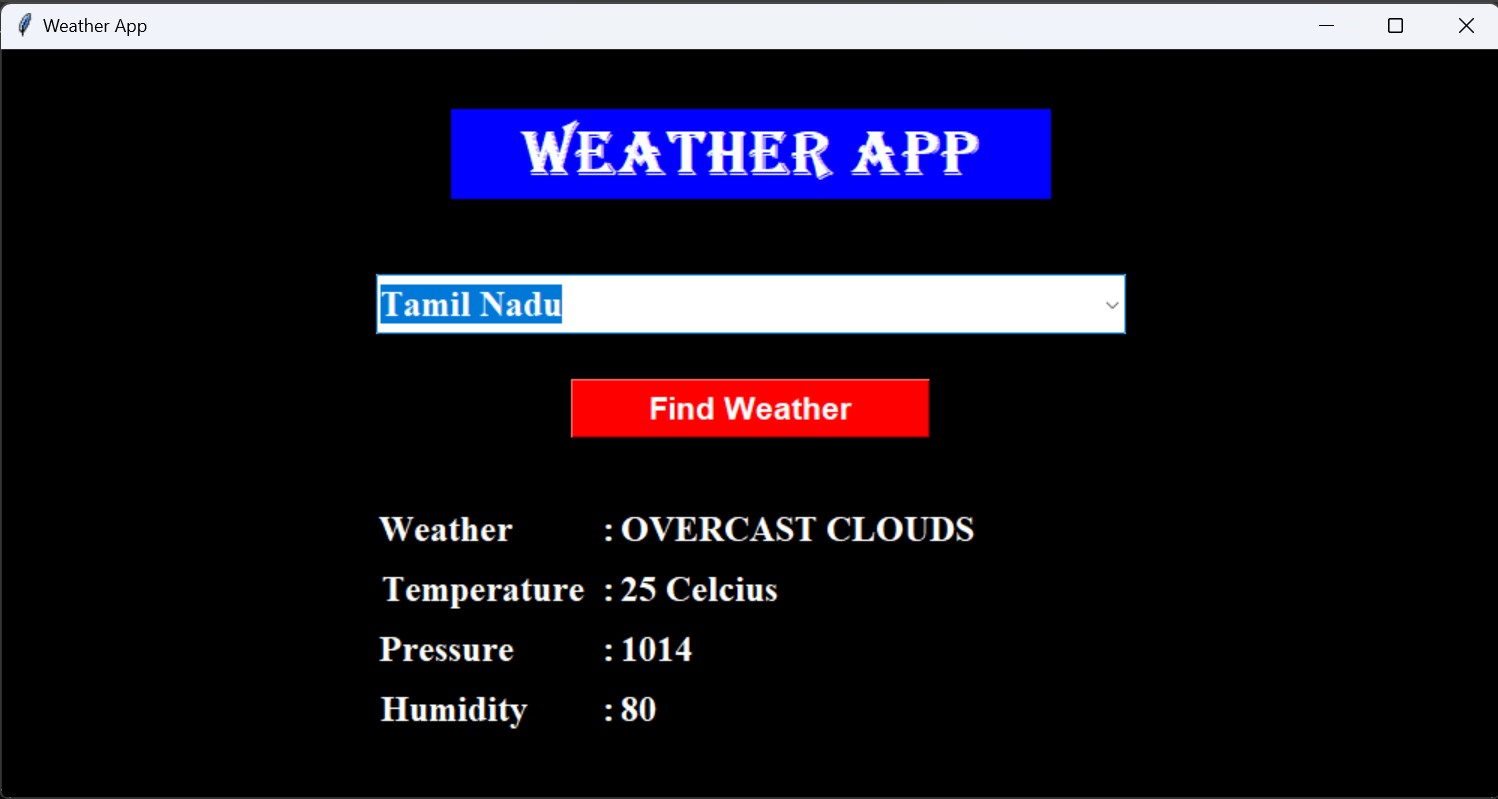 Weather App
WEATHER APP
Tamil Nadu
Find Weather
Weather : OVERCAST CLOUDS
Temperature : 25 Celcius
Pressure : 1014
Humidity : 80